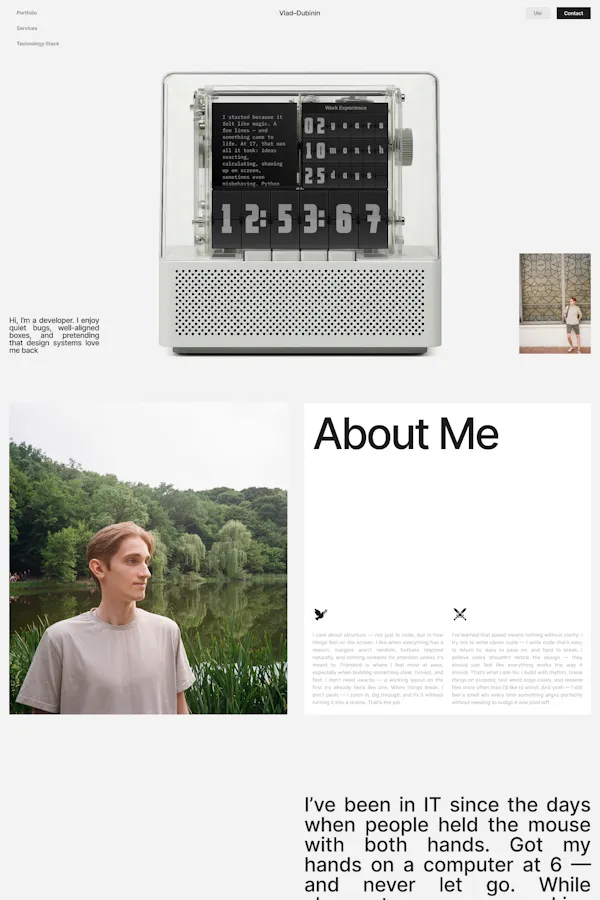 Portfolio
Services
Technology Stack
Vlad–Dubinin
Ukr
Contact
I started because it
felt like magic. A
few lines — and
something came to
life. At 17, that was
all it took: ideas
reacting,
calculating, showing
up on screen,
sometimes even
misbehaving. Python
Work Experience
02 years
10 month
25 days
12:53:67
Hi, I'm a developer. I enjoy
quiet bugs, well-aligned
boxes, and pretending
that design systems love
me back
About Me
I care about structure — not just in code, but in how
things feel on screen. I like when everything has a
reason: margins aren't random, buttons respond
naturally, and nothing screams for attention unless it's
meant to. Frontend is where I feel most at ease,
especially when building something clear, honest, and
fast. I don't need awards — a working layout on the
first try already feels like one. When things break, I
don't panic — I zoom in, dig through, and fix it without
turning it into a drama. That's the job
I've learned that speed means nothing without clarity. I
try not to write clever code — I write code that's easy
to return to, easy to pass on, and hard to break. I
believe users shouldn't notice the design — they
should just feel like everything works the way it
should. That's what I aim for: I build with rhythm, break
things on purpose, test weird edge cases, and rename
files more often than I'd like to admit. And yeah — I still
feel a small win every time something aligns perfectly
without needing to nudge it one pixel left.
I've been in IT since the days
when people held the mouse
with both hands. Got my
hands on a computer at 6 —
and never let go. While